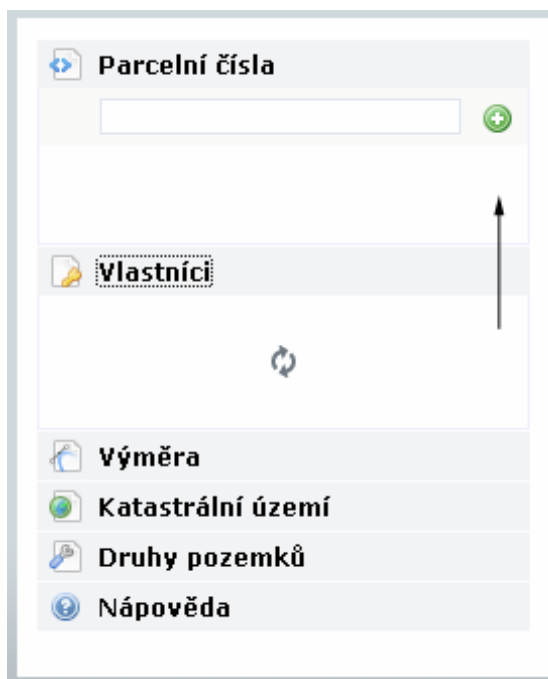 Parcelní čísla
Vlastníci
Výměra
Katastrální území
Druhy pozemků
Nápověda